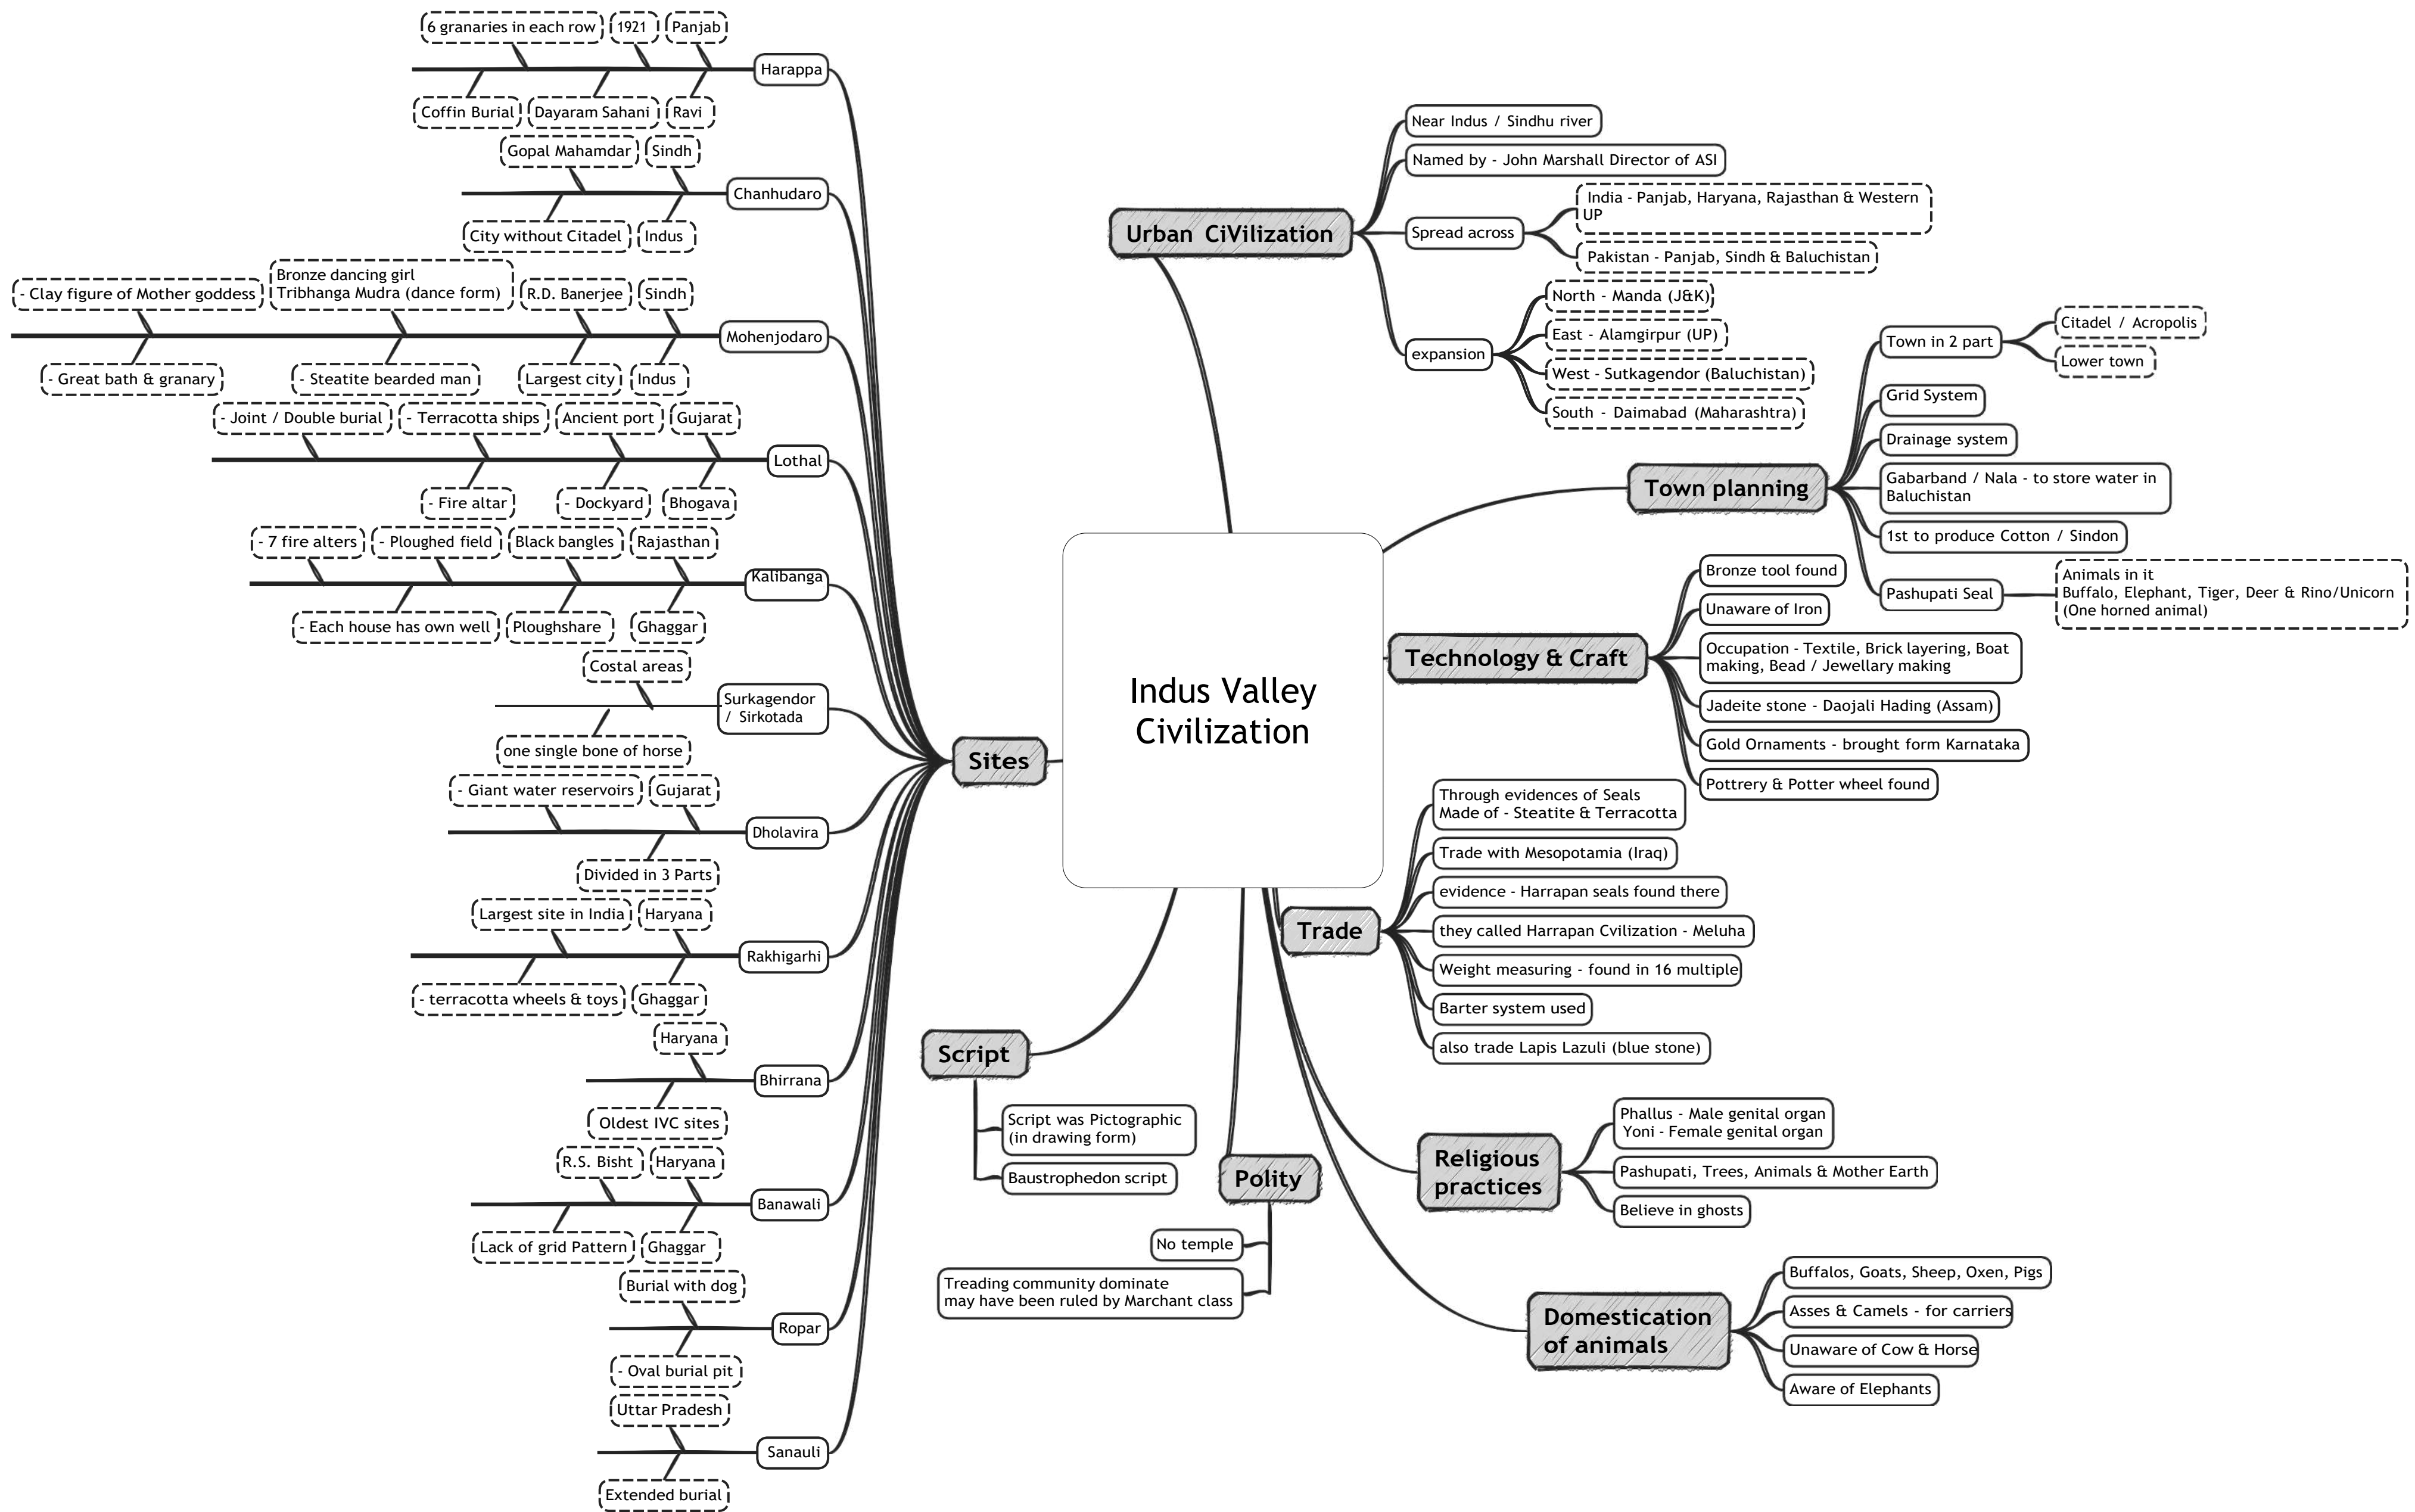 Indus Valley
Civilization
Urban CiVilization
Near Indus / Sindhu river
Named by - John Marshall Director of ASI
Spread across
India - Panjab, Haryana, Rajasthan & Western
UP
Pakistan - Panjab, Sindh & Baluchistan
expansion
North - Manda (J&K)
East - Alamgirpur (UP)
West - Sutkagendor (Baluchistan)
South - Daimabad (Maharashtra)
Town planning
Town in 2 part
Citadel / Acropolis
Lower town
Grid System
Drainage system
Gabarband / Nala - to store water in
Baluchistan
1st to produce Cotton / Sindon
Pashupati Seal
Animals in it
Buffalo, Elephant, Tiger, Deer & Rino/Unicorn
(One horned animal)
Technology & Craft
Bronze tool found
Unaware of Iron
Occupation - Textile, Brick layering, Boat
making, Bead / Jewellary making
Jadeite stone - Daojali Hading (Assam)
Gold Ornaments - brought form Karnataka
Pottrery & Potter wheel found
Trade
Through evidences of Seals
Made of - Steatite & Terracotta
Trade with Mesopotamia (Iraq)
evidence - Harrapan seals found there
they called Harrapan Cvilization - Meluha
Weight measuring - found in 16 multiple
Barter system used
also trade Lapis Lazuli (blue stone)
Religious
practices
Phallus - Male genital organ
Yoni - Female genital organ
Pashupati, Trees, Animals & Mother Earth
Believe in ghosts
Domestication
of animals
Buffalos, Goats, Sheep, Oxen, Pigs
Asses & Camels - for carriers
Unaware of Cow & Horse
Aware of Elephants
Polity
No temple
Treading community dominate
may have been ruled by Marchant class
Script
Script was Pictographic
(in drawing form)
Baustrophedon script
Sites
Harappa
6 granaries in each row
1921
Panjab
Coffin Burial
Dayaram Sahani
Ravi
Chanhudaro
Gopal Mahamdar
Sindh
City without Citadel
Indus
Mohenjodaro
- Clay figure of Mother goddess
Bronze dancing girl
Tribhanga Mudra (dance form)
R.D. Banerjee
Sindh
- Great bath & granary
- Steatite bearded man
Largest city
Indus
Lothal
- Joint / Double burial
- Terracotta ships
Ancient port
Gujarat
- Fire altar
- Dockyard
Bhogava
Kalibanga
- 7 fire alters
- Ploughed field
Black bangles
Rajasthan
- Each house has own well
Ploughshare
Ghaggar
Surkagendor
/ Sirkotada
Costal areas
one single bone of horse
Dholavira
- Giant water reservoirs
Gujarat
Divided in 3 Parts
Rakhigarhi
Largest site in India
Haryana
- terracotta wheels & toys
Ghaggar
Bhirrana
Haryana
Oldest IVC sites
Banawali
R.S. Bisht
Haryana
Lack of grid Pattern
Ghaggar
Ropar
Burial with dog
- Oval burial pit
Sanauli
Uttar Pradesh
Extended burial